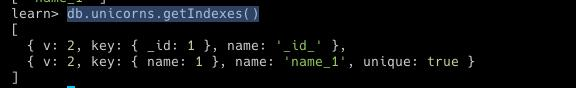 learn> db.unicorns.getIndexes()
[
  { v: 2, key: { _id: 1 }, name: '_id_' },
  { v: 2, key: { name: 1 }, name: 'name_1', unique: true }
]